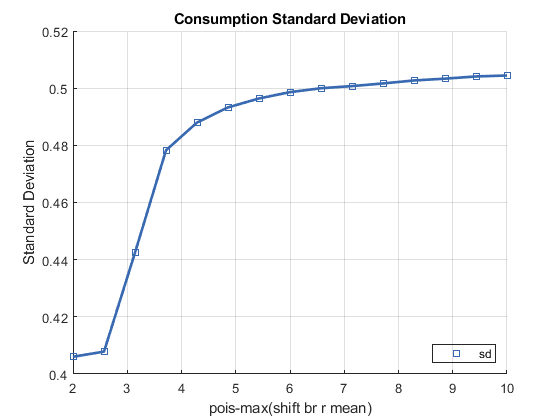 Consumption Standard Deviation
0.52
0.5
0.48
0.46
0.44
0.42
0.4
Standard Deviation
sd
2 3 4 5 6 7 8 9 10
pois-max(shift br r mean)